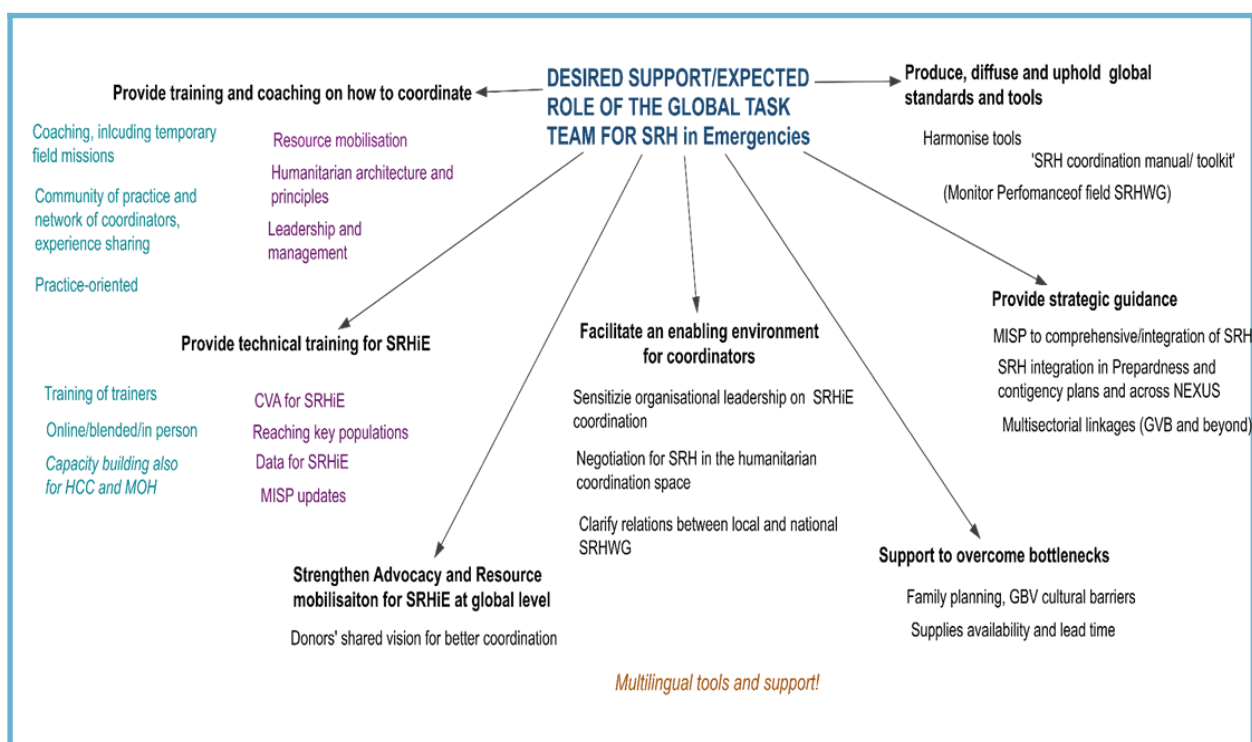 DESIRED SUPPORT/EXPECTED
ROLE OF THE GLOBAL TASK
TEAM FOR SRH in Emergencies
Provide training and coaching on how to coordinate
Coaching, inlcuding temporary
field missions
Community of practice and
network of coordinators,
experience sharing
Practice-oriented
Resource mobilisation
Humanitarian architecture and
principles
Leadership and
management
Provide technical training for SRHiE
Training of trainers
Online/blended/in person
Capacity building also
for HCC and MOH
CVA for SRHiE
Reaching key populations
Data for SRHiE
MISP updates
Strengthen Advocacy and Resource
mobilisaiton for SRHiE at global level
Donors' shared vision for better coordination
Facilitate an enabling environment
for coordinators
Sensitizie organisational leadership on SRHiE
coordination
Negotiation for SRH in the humanitarian
coordination space
Clarify relations between local and national
SRHWG
Support to overcome bottlenecks
Family planning, GBV cultural barriers
Supplies availability and lead time
Provide strategic guidance
MISP to comprehensive/integration of SRH
SRH integration in Prepardness and
contigency plans and across NEXUS
Multisectorial linkages (GVB and beyond)
Produce, diffuse and uphold global
standards and tools
Harmonise tools
'SRH coordination manual/ toolkit'
(Monitor Perfomanceof field SRHWG)
Multilingual tools and support!